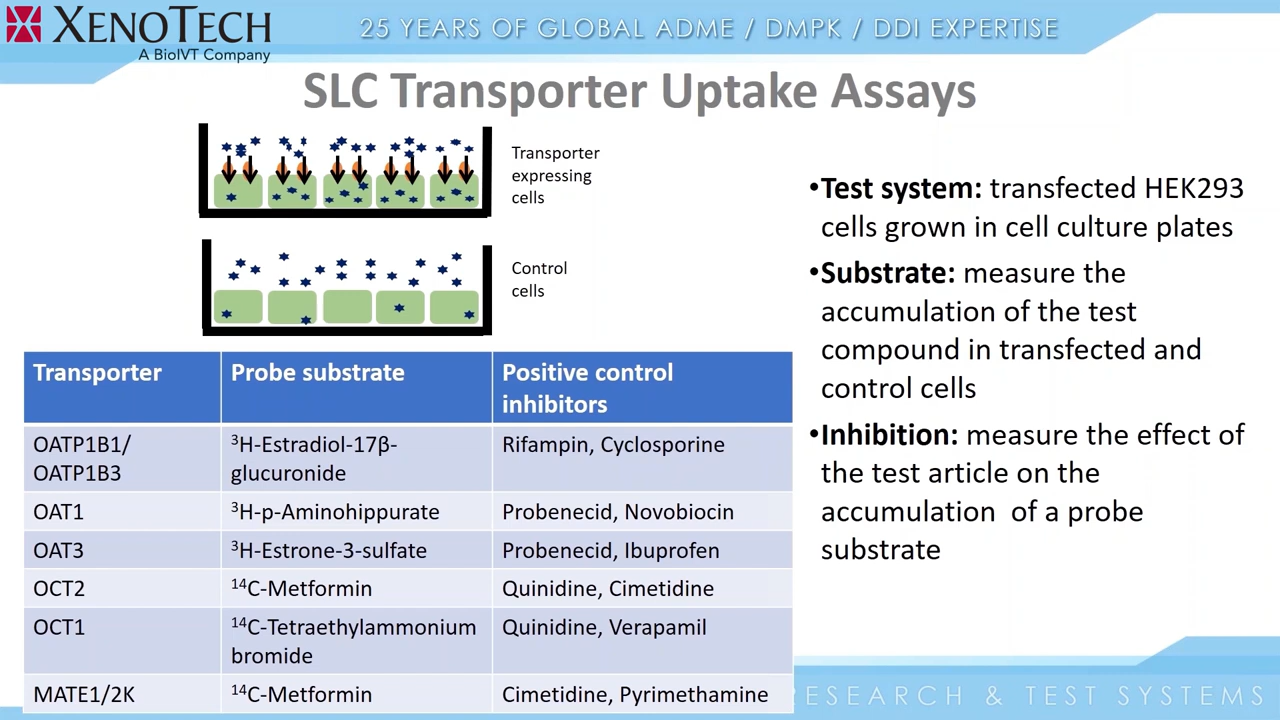 XENOTECH
A BioIVT Company
25 YEARS OF GLOBAL ADME / DMPK / DDI EXPERTISE
SLC Transporter Uptake Assays
Transporter
expressing
cells
Control
cells
Transporter
Probe substrate
Positive control
inhibitors
OATP1B1/
OATP1B3
³H-Estradiol-17β-
glucuronide
Rifampin, Cyclosporine
OAT1
³H-p-Aminohippurate
Probenecid, Novobiocin
OAT3
³H-Estrone-3-sulfate
Probenecid, Ibuprofen
OCT2
¹⁴C-Metformin
Quinidine, Cimetidine
OCT1
¹⁴C-Tetraethylammonium
bromide
Quinidine, Verapamil
MATE1/2K
¹⁴C-Metformin
Cimetidine, Pyrimethamine
•Test system: transfected HEK293
cells grown in cell culture plates
•Substrate: measure the
accumulation of the test
compound in transfected and
control cells
•Inhibition: measure the effect of
the test article on the
accumulation of a probe
substrate
RESEARCH & TEST SYSTEMS